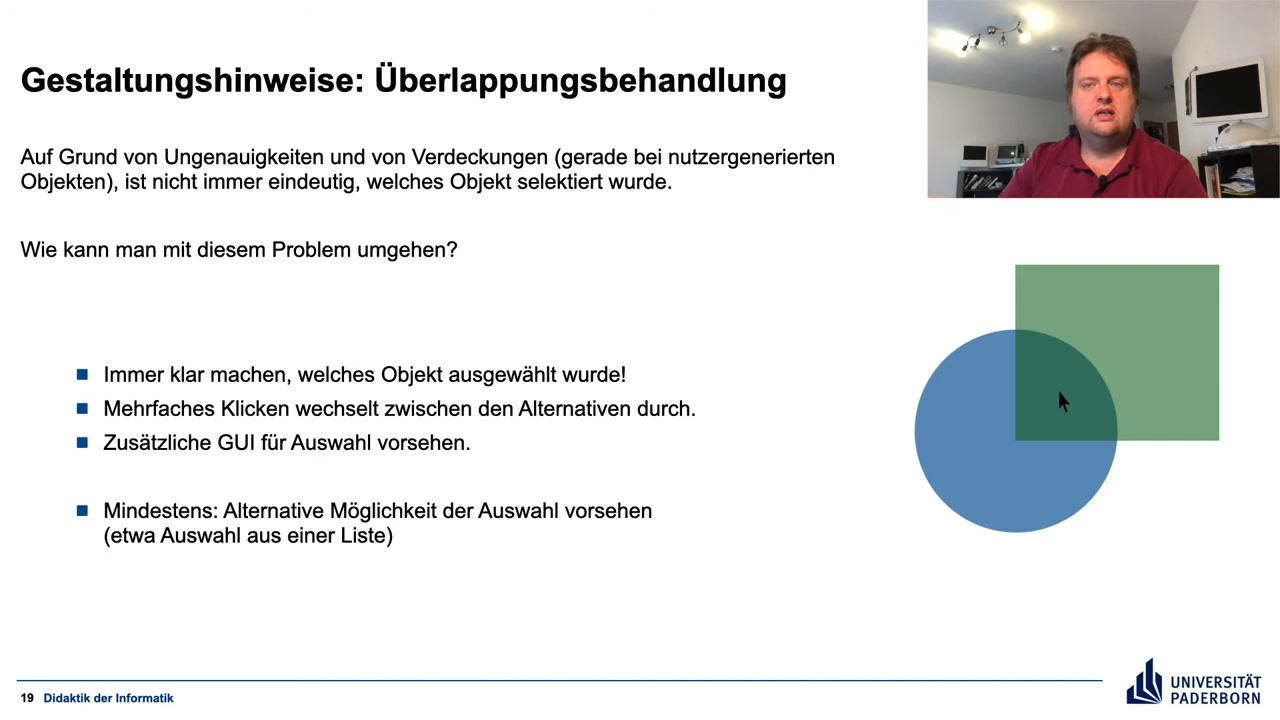 Gestaltungshinweise: Überlappungsbehandlung
Auf Grund von Ungenauigkeiten und von Verdeckungen (gerade bei nutzergenerierten
Objekten), ist nicht immer eindeutig, welches Objekt selektiert wurde.
Wie kann man mit diesem Problem umgehen?
Immer klar machen, welches Objekt ausgewählt wurde!
Mehrfaches Klicken wechselt zwischen den Alternativen durch.
Zusätzliche GUI für Auswahl vorsehen.
Mindestens: Alternative Möglichkeit der Auswahl vorsehen
(etwa Auswahl aus einer Liste)
19 Didaktik der Informatik
UNIVERSITÄT
PADERBORN